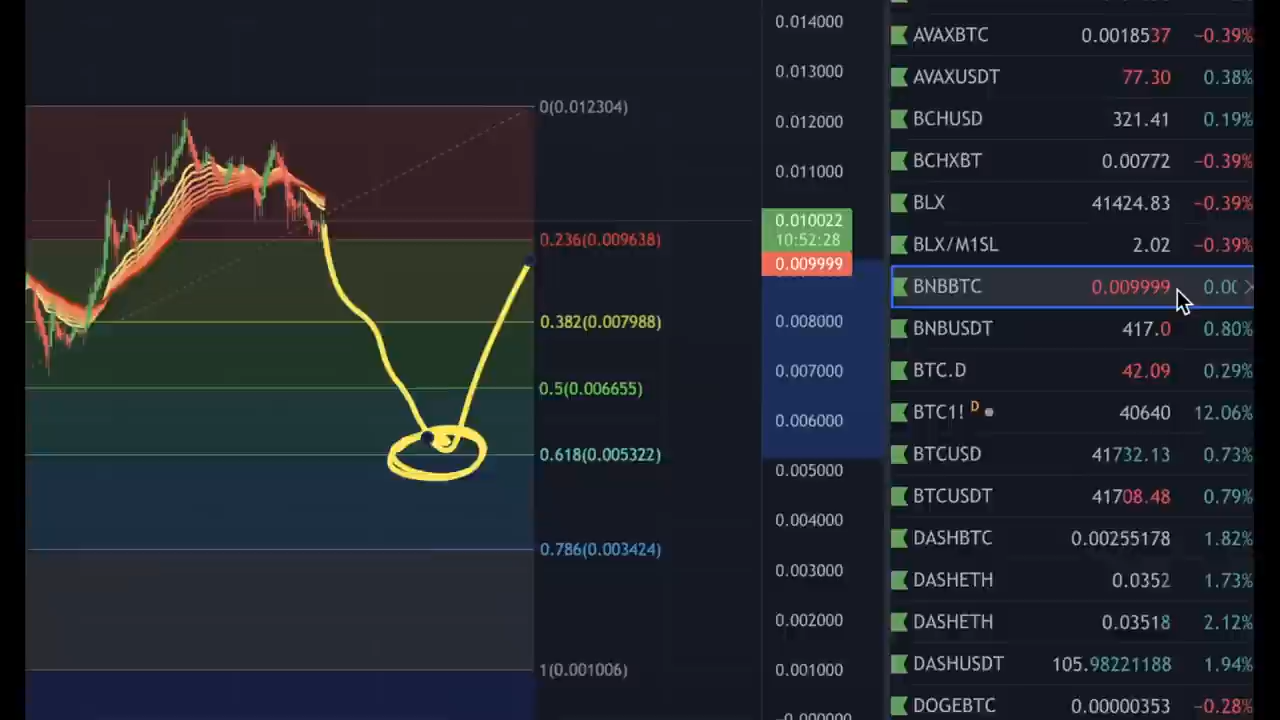 0(0.012304)
0.236(0.009638)
0.382(0.007988)
0.5(0.006655)
0.618(0.005322)
0.786(0.003424)
1(0.001006)
0.014000
0.013000
0.012000
0.011000
0.010022
10:52:28
0.009999
0.008000
0.007000
0.006000
0.005000
0.004000
0.003000
0.002000
0.001000
AVAXBTC 0.0018537 −0.39%
AVAXUSDT 77.30 0.38%
BCHUSD 321.41 0.19%
BCHXBT 0.00772 −0.39%
BLX 41424.83 −0.39%
BLX/M1SL 2.02 −0.39%
BNBBTC 0.009999 0.00
BNBUSDT 417.0 0.80%
BTC.D 42.09 0.29%
BTC1! D 40640 12.06%
BTCUSD 41732.13 0.73%
BTCUSDT 41708.48 0.79%
DASHBTC 0.00255178 1.82%
DASHETH 0.0352 1.73%
DASHETH 0.03518 2.12%
DASHUSDT 105.98221188 1.94%
DOGEBTC 0.00000353 −0.28%